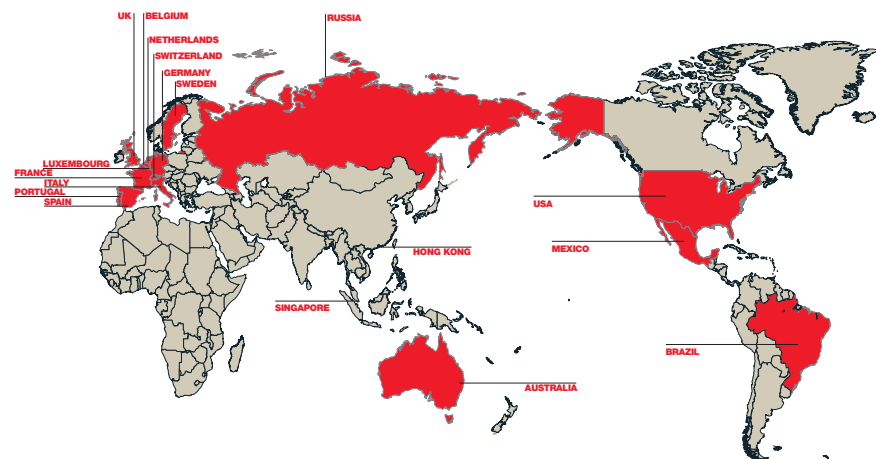 UK
BELGIUM
RUSSIA
NETHERLANDS
SWITZERLAND
GERMANY
SWEDEN
LUXEMBOURG
FRANCE
ITALY
PORTUGAL
SPAIN
USA
MEXICO
HONG KONG
SINGAPORE
BRAZIL
AUSTRALIA